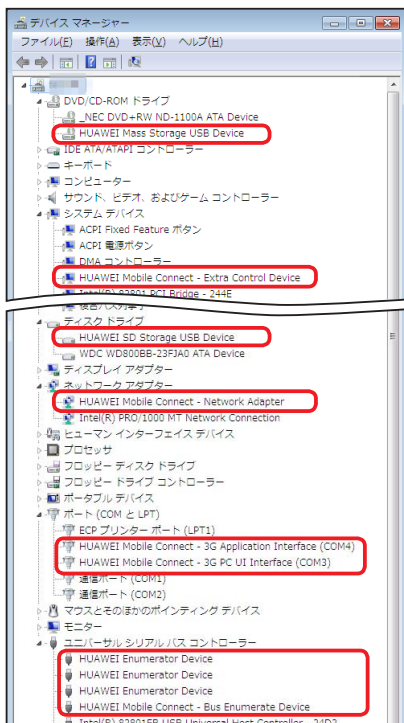 デバイス マネージャー
ファイル(F) 操作(A) 表示(V) ヘルプ(H)
DVD/CD-ROM ドライブ
_NEC DVD+RW ND-1100A ATA Device
HUAWEI Mass Storage USB Device
IDE ATA/ATAPI コントローラー
キーボード
コンピューター
サウンド、ビデオ、およびゲーム コントローラー
システム デバイス
ACPI Fixed Feature ボタン
ACPI 電源ボタン
DMA コントローラー
HUAWEI Mobile Connect - Extra Control Device
Intel(R) 82801 PCI Bridge - 244E
ディスク ドライブ
HUAWEI SD Storage USB Device
WDC WD800BB-23FJA0 ATA Device
ディスプレイ アダプター
ネットワーク アダプター
HUAWEI Mobile Connect - Network Adapter
Intel(R) PRO/1000 MT Network Connection
ヒューマン インターフェイス デバイス
プロセッサ
フロッピー ディスク ドライブ
フロッピー ドライブ コントローラー
ポータブル デバイス
ポート (COM と LPT)
ECP プリンター ポート (LPT1)
HUAWEI Mobile Connect - 3G Application Interface (COM4)
HUAWEI Mobile Connect - 3G PC UI Interface (COM3)
通信ポート (COM1)
通信ポート (COM2)
マウスとそのほかのポインティング デバイス
モニター
ユニバーサル シリアル バス コントローラー
HUAWEI Enumerator Device
HUAWEI Enumerator Device
HUAWEI Enumerator Device
HUAWEI Mobile Connect - Bus Enumerate Device
Intel(R) 82801EB USB Universal Host Controller - 24D2